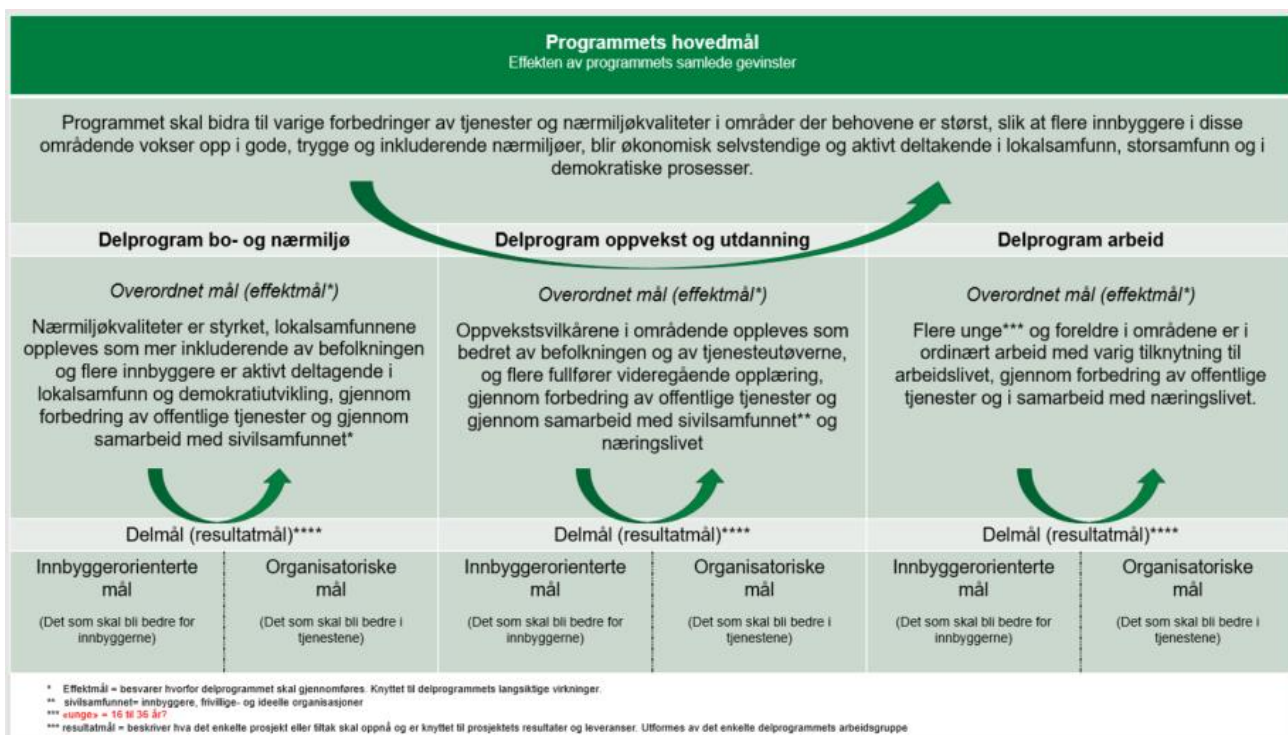 Programmets hovedmål
Effekten av programmets samlede gevinster
Programmet skal bidra til varige forbedringer av tjenester og nærmiljøkvaliteter i områder der behovene er størst, slik at flere innbyggere i disse
områdende vokser opp i gode, trygge og inkluderende nærmiljøer, blir økonomisk selvstendige og aktivt deltakende i lokalsamfunn, storsamfunn og i
demokratiske prosesser.
Delprogram bo- og nærmiljø
Overordnet mål (effektmål*)
Nærmiljøkvaliteter er styrket, lokalsamfunnene
oppleves som mer inkluderende av befolkningen
og flere innbyggere er aktivt deltagende i
lokalsamfunn og demokratiutvikling, gjennom
forbedring av offentlige tjenester og gjennom
samarbeid med sivilsamfunnet*
Delmål (resultatmål)****
Innbyggerorienterte
mål
(Det som skal bli bedre for
innbyggerne)
Organisatoriske
mål
(Det som skal bli bedre i
tjenestene)
Delprogram oppvekst og utdanning
Overordnet mål (effektmål*)
Oppvekstsvilkårene i områdende oppleves som
bedret av befolkningen og av tjenesteutøverne,
og flere fullfører videregående opplæring,
gjennom forbedring av offentlige tjenester og
gjennom samarbeid med sivilsamfunnet** og
næringslivet
Delmål (resultatmål)****
Innbyggerorienterte
mål
(Det som skal bli bedre for
innbyggerne)
Organisatoriske
mål
(Det som skal bli bedre i
tjenestene)
Delprogram arbeid
Overordnet mål (effektmål*)
Flere unge*** og foreldre i områdene er i
ordinært arbeid med varig tilknytning til
arbeidslivet, gjennom forbedring av offentlige
tjenester og i samarbeid med næringslivet.
Delmål (resultatmål)****
Innbyggerorienterte
mål
(Det som skal bli bedre for
innbyggerne)
Organisatoriske
mål
(Det som skal bli bedre i
tjenestene)
* Effektmål = besvarer hvorfor delprogrammet skal gjennomføres. Knyttet til delprogrammets langsiktige virkninger.
** sivilsamfunnet= innbyggere, frivillige- og ideelle organisasjoner
*** «unge» = 16 til 36 år?
*** resultatmål = beskriver hva det enkelte prosjekt eller tiltak skal oppnå og er knyttet til prosjektets resultater og leveranser. Utformes av det enkelte delprogrammets arbeidsgruppe